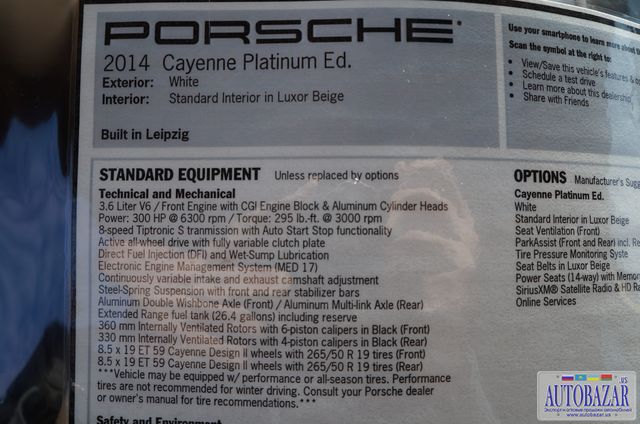 PORSCHE
2014 Cayenne Platinum Ed.
Exterior: White
Interior: Standard Interior in Luxor Beige
Built in Leipzig
Use your smartphone to learn more about
Scan the symbol at the right to:
• View/Save this vehicle's features &
• Schedule a test drive
• Learn more about this dealership
• Share with Friends
STANDARD EQUIPMENT Unless replaced by options
Technical and Mechanical
3.6 Liter V6 / Front Engine with CGI Engine Block & Aluminum Cylinder Heads
Power: 300 HP @ 6300 rpm / Torque: 295 lb.-ft. @ 3000 rpm
8-speed Tiptronic S tranmission with Auto Start Stop functionality
Active all-wheel drive with fully variable clutch plate
Direct Fuel Injection (DFI) and Wet-Sump Lubrication
Electronic Engine Management System (MED 17)
Continuously variable intake and exhaust camshaft adjustment
Steel-Spring Suspension with front and rear stabilizer bars
Aluminum Double Wishbone Axle (Front) / Aluminum Multi-link Axle (Rear)
Extended Range fuel tank (26.4 gallons) including reserve
360 mm Internally Ventilated Rotors with 6-piston calipers in Black (Front)
330 mm Internally Ventilated Rotors with 4-piston calipers in Black (Rear)
8.5 x 19 ET 59 Cayenne Design II wheels with 265/50 R 19 tires (Front)
8.5 x 19 ET 59 Cayenne Design II wheels with 265/50 R 19 tires (Rear)
***Vehicle may be equipped w/ performance or all-season tires. Performance
tires are not recommended for winter driving. Consult your Porsche dealer
or owner's manual for tire recommendations.***
Safety and Environment
OPTIONS Manufacturer's Sugg
Cayenne Platinum Ed.
White
Standard Interior in Luxor Beige
Seat Ventilation (Front)
ParkAssist (Front and Rear) incl. Re
Tire Pressure Monitoring Syste
Seat Belts in Luxor Beige
Power Seats (14-way) with Memor
SiriusXM® Satellite Radio & HD Ra
Online Services
AUTOBAZAR.US